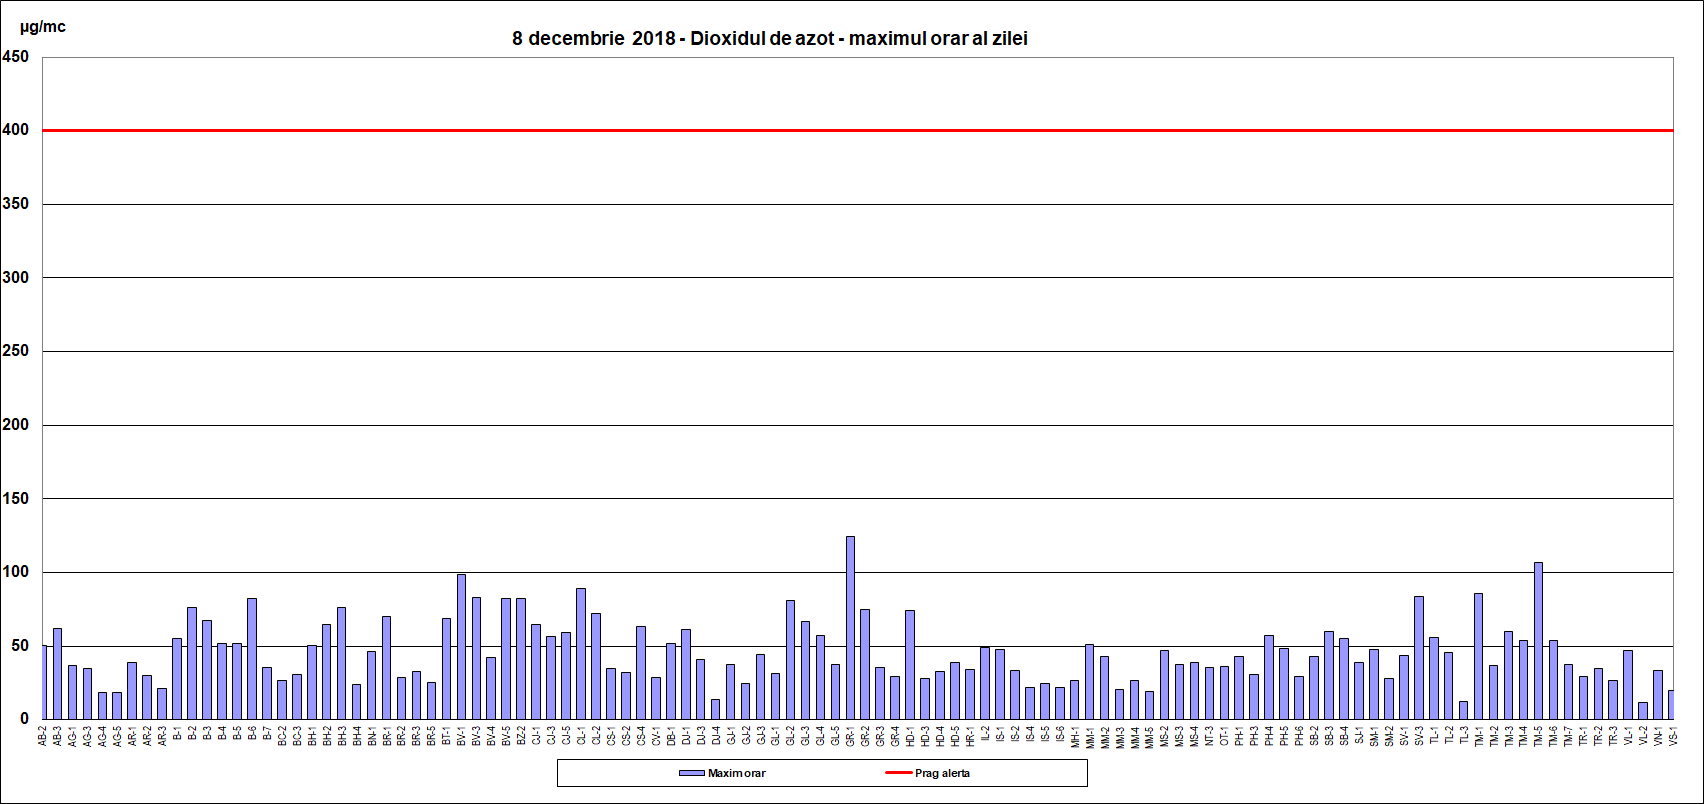 µg/mc
8 decembrie 2018 - Dioxidul de azot - maximul orar al zilei
450
400
350
300
250
200
150
100
50
0
AB-2 AB-3 AG-1 AG-3 AG-4 AG-5 AR-1 AR-2 AR-3 B-1 B-2 B-3 B-4 B-5 B-6 B-7 BC-2 BC-3 BH-1 BH-2 BH-3 BH-4 BN-1 BR-1 BR-2 BR-3 BR-5 BT-1 BV-1 BV-3 BV-4 BV-5 BZ-2 CJ-1 CJ-3 CJ-5 CL-1 CL-2 CS-1 CS-2 CS-4 CV-1 DB-1 DJ-1 DJ-3 DJ-4 GJ-1 GJ-2 GJ-3 GL-1 GL-2 GL-3 GL-4 GL-5 GR-1 GR-2 GR-3 GR-4 HD-1 HD-3 HD-4 HD-5 HR-1 IL-2 IS-1 IS-2 IS-4 IS-5 IS-6 MH-1 MM-1 MM-2 MM-3 MM-4 MM-5 MS-2 MS-3 MS-4 NT-3 OT-1 PH-1 PH-3 PH-4 PH-5 PH-6 SB-2 SB-3 SB-4 SJ-1 SM-1 SM-2 SV-1 SV-3 TL-1 TL-2 TL-3 TM-1 TM-2 TM-3 TM-4 TM-5 TM-6 TM-7 TR-1 TR-2 TR-3 VL-1 VL-2 VN-1 VS-1
Maxim orar Prag alerta